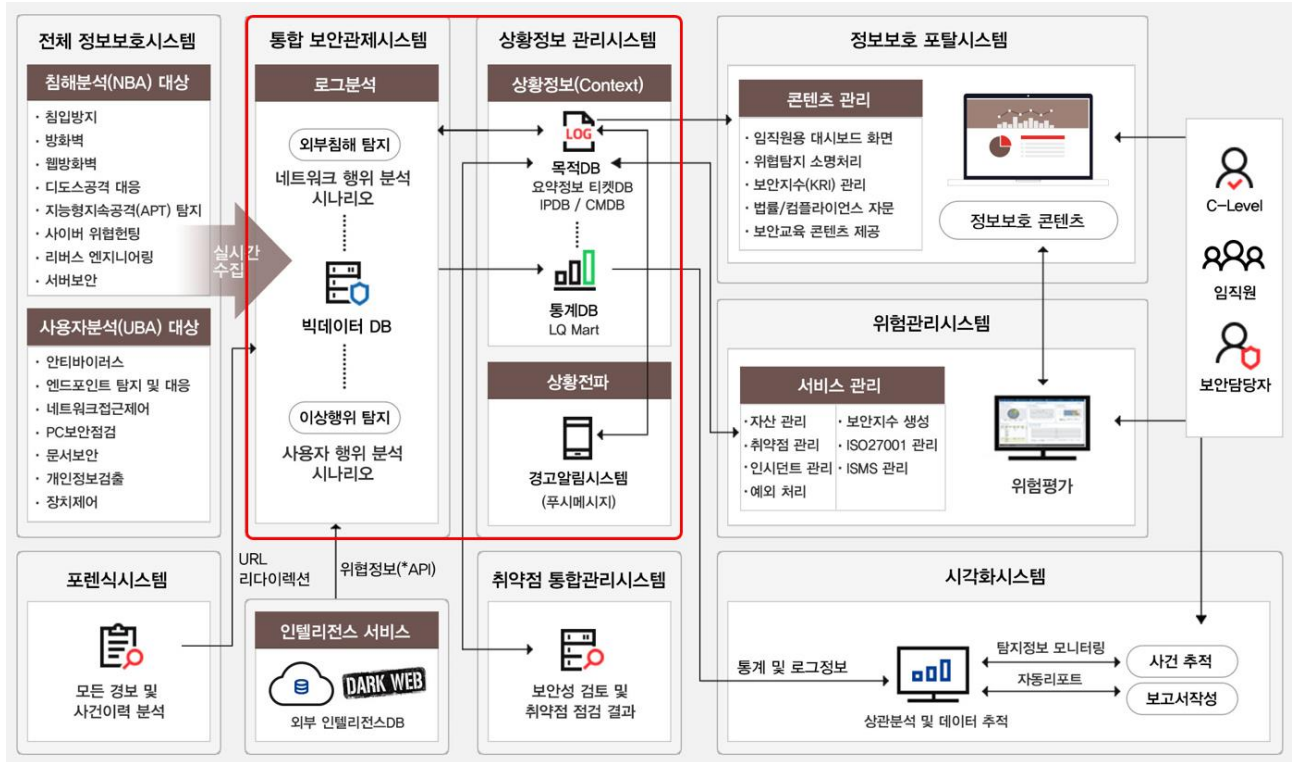 전체 정보보호시스템
침해분석(NBA) 대상
· 침입방지
· 방화벽
· 웹방화벽
· 디도스공격 대응
· 지능형지속공격(APT) 탐지
· 사이버 위협헌팅
· 리버스 엔지니어링
· 서버보안
실시간
수집
사용자분석(UBA) 대상
· 안티바이러스
· 엔드포인트 탐지 및 대응
· 네트워크접근제어
· PC보안점검
· 문서보안
· 개인정보검출
· 장치제어
통합 보안관제시스템
로그분석
외부침해 탐지
네트워크 행위 분석
시나리오
빅데이터 DB
이상행위 탐지
사용자 행위 분석
시나리오
상황정보 관리시스템
상황정보(Context)
LOG
목적DB
요약정보 티켓DB
IPDB / CMDB
통계DB
LQ Mart
상황전파
경고알림시스템
(푸시메시지)
정보보호 포탈시스템
콘텐츠 관리
· 임직원용 대시보드 화면
· 위험탐지 소명처리
· 보안지수(KRI) 관리
· 법률/컴플라이언스 자문
· 보안교육 콘텐츠 제공
정보보호 콘텐츠
C-Level
임직원
보안담당자
위험관리시스템
서비스 관리
· 자산 관리
· 취약점 관리
· 인시던트 관리
· 예외 처리
· 보안지수 생성
· ISO27001 관리
· ISMS 관리
위험평가
포렌식시스템
모든 경보 및
사건이력 분석
URL
리다이렉션
위협정보(*API)
인텔리전스 서비스
DARK WEB
외부 인텔리전스DB
취약점 통합관리시스템
보안성 검토 및
취약점 점검 결과
시각화시스템
통계 및 로그정보
상관분석 및 데이터 추적
탐지정보 모니터링
자동리포트
사건 추적
보고서작성